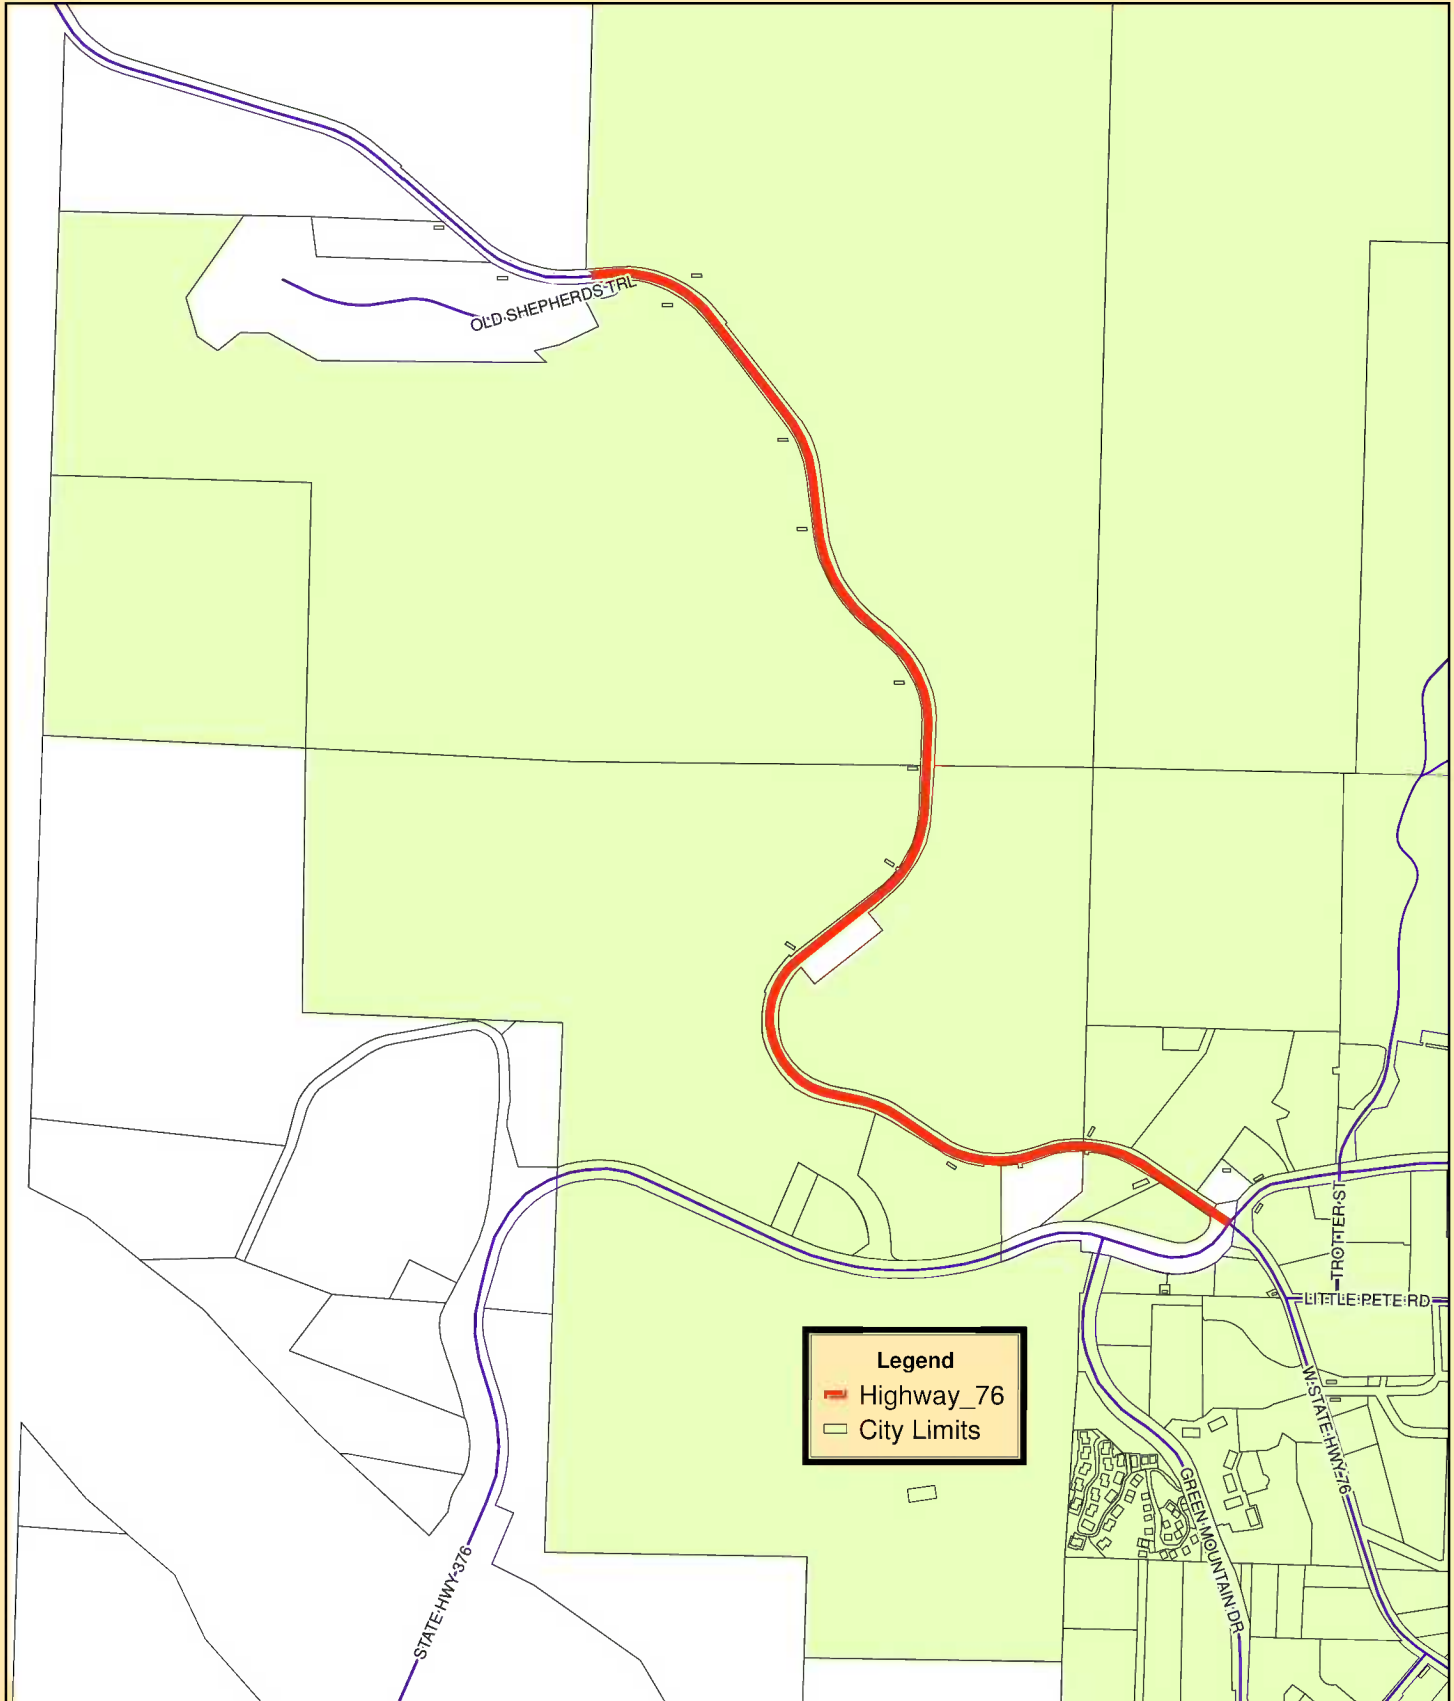 OLD SHEPHERDS TRL
TROTTER ST
LITTLE PETE RD
Legend
Highway_76
City Limits
W STATE HWY 76
GREEN MOUNTAIN DR
STATE HWY 376